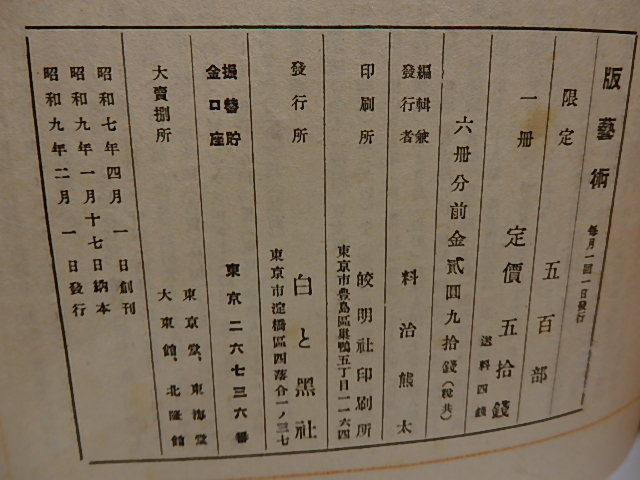 版藝術
每月一回一日發行
限定 五百部
一冊 定價 五拾錢
送料四錢
六冊分前金貳圓九拾錢(稅共)
編輯兼
發行者 料治熊太
印刷所 皎明社印刷所
東京市豊島區巢鴨五丁目一一六四
發行所 白と黑社
東京市淀橋區四落合一ノ三七
振替貯
金口座 東京二六七三六番
大賣捌所 東京堂、東海堂
大東館、北隆館
昭和七年四月一日創刊
昭和九年一月十七日納本
昭和九年二月一日發行